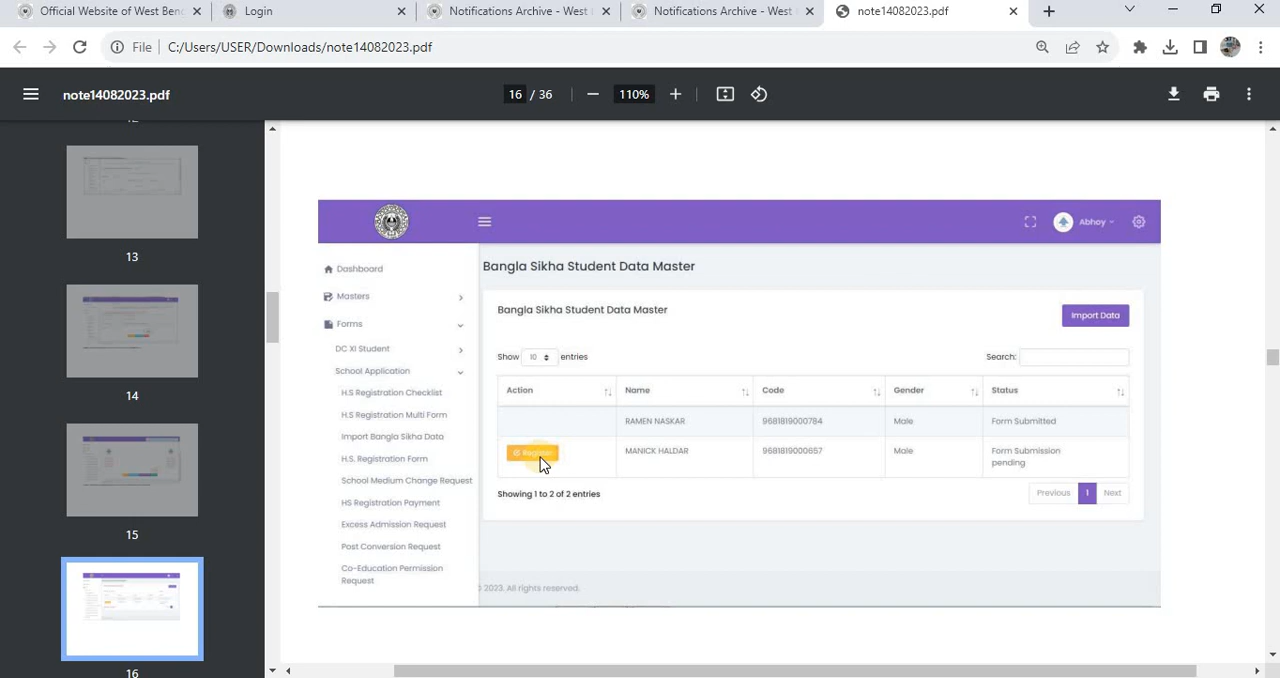 Official Website of West Ben
Login
Notifications Archive - West
Notifications Archive - West
note14082023.pdf
File
C:/Users/USER/Downloads/note14082023.pdf
note14082023.pdf
16 / 36
110%
13
14
15
16
Abhoy
Dashboard
Masters
Forms
DC XI Student
School Application
H.S Registration Checklist
H.S Registration Multi Form
Import Bangla Sikha Data
H.S. Registration Form
School Medium Change Request
HS Registration Payment
Excess Admission Request
Post Conversion Request
Co-Education Permission
Request
Bangla Sikha Student Data Master
Bangla Sikha Student Data Master
Import Data
Show 10 entries
Search:
Action Name Code Gender Status
RAMEN NASKAR 9681819000784 Male Form Submitted
Register MANICK HALDAR 9681819000657 Male Form Submission
pending
Showing 1 to 2 of 2 entries
Previous 1 Next
2023. All rights reserved.